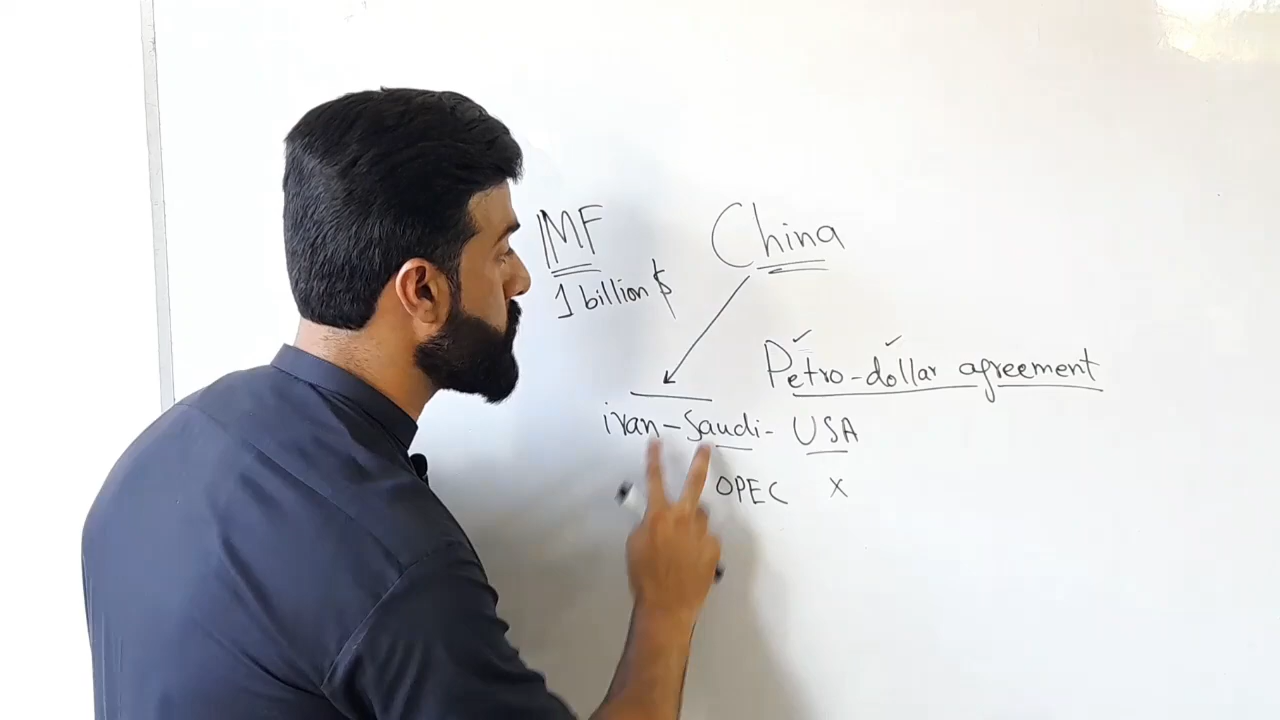 IMF China
1 billion $
Petro-dollar agreement
iran-Saudi- USA
OPEC X